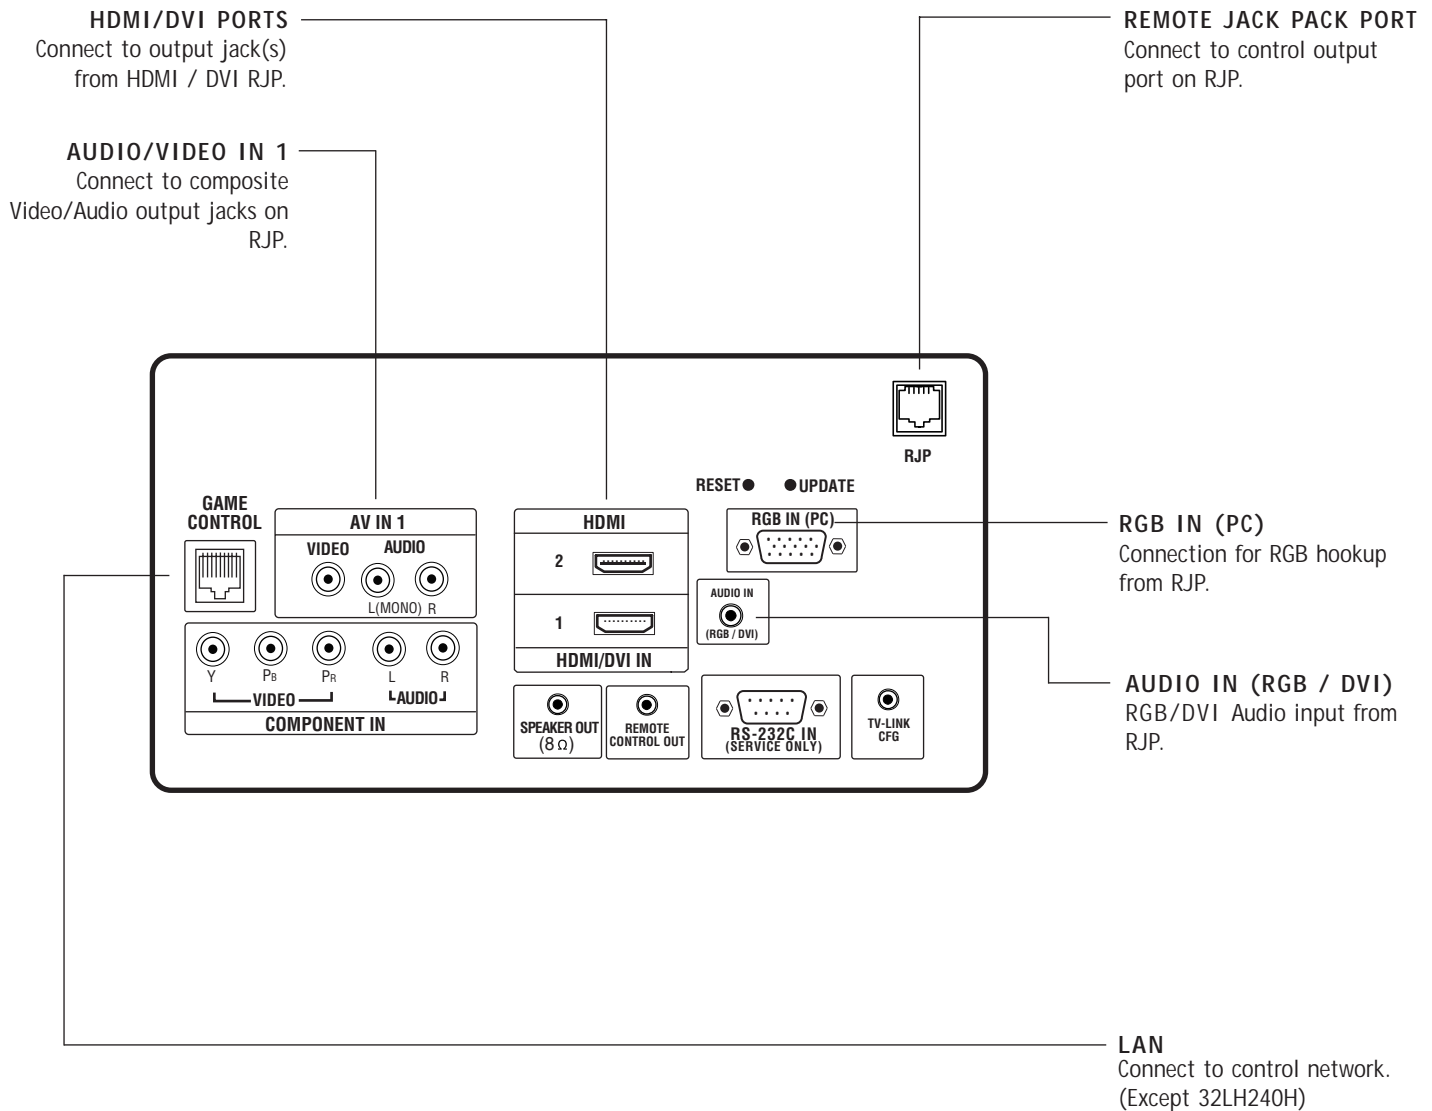 HDMI/DVI PORTS
Connect to output jack(s)
from HDMI / DVI RJP.
REMOTE JACK PACK PORT
Connect to control output
port on RJP.
AUDIO/VIDEO IN 1
Connect to composite
Video/Audio output jacks on
RJP.
RJP
RESET
UPDATE
GAME
CONTROL
AV IN 1
VIDEO
AUDIO
L(MONO)
R
HDMI
2
1
HDMI/DVI IN
RGB IN (PC)
AUDIO IN
(RGB / DVI)
Y
PB
PR
L
R
VIDEO
AUDIO
COMPONENT IN
SPEAKER OUT
(8 Ω)
REMOTE
CONTROL OUT
RS-232C IN
(SERVICE ONLY)
TV-LINK
CFG
RGB IN (PC)
Connection for RGB hookup
from RJP.
AUDIO IN (RGB / DVI)
RGB/DVI Audio input from
RJP.
LAN
Connect to control network.
(Except 32LH240H)